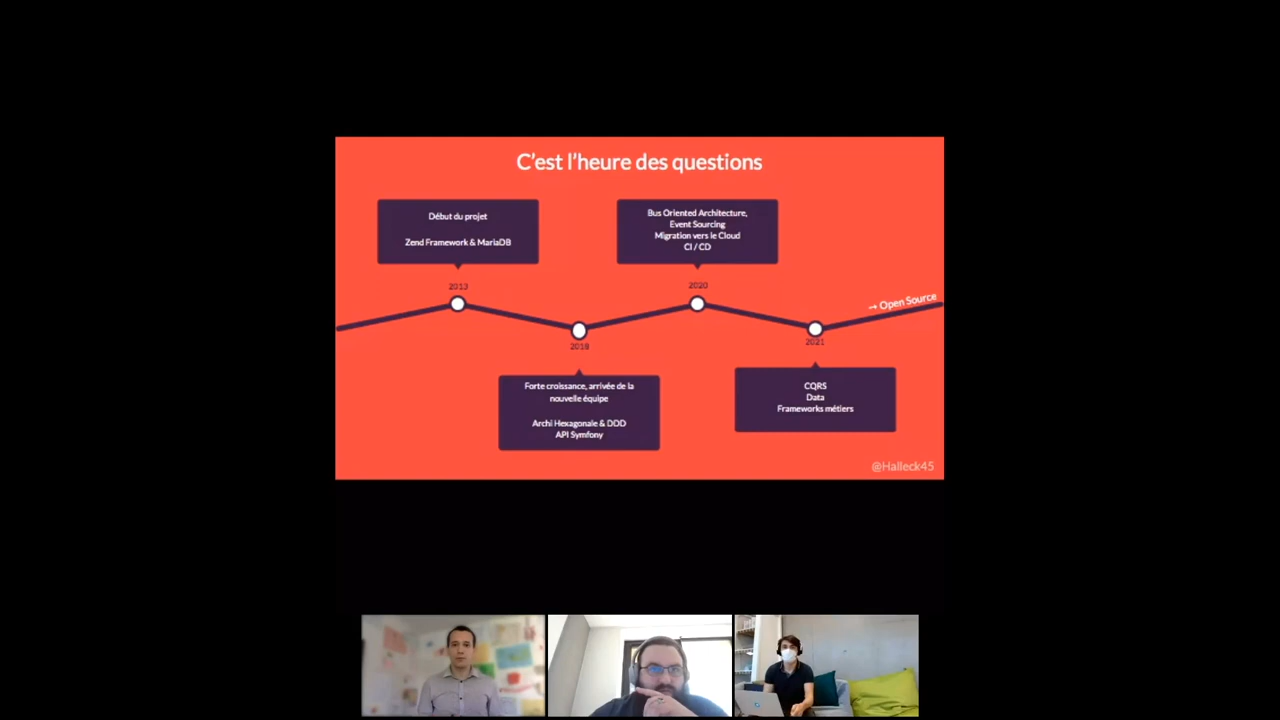 C'est l'heure des questions
Début du projet
Zend Framework & MariaDB
2013
Forte croissance, arrivée de la
nouvelle équipe
Archi Hexagonale & DDD
API Symfony
2018
Bus Oriented Architecture,
Event Sourcing
Migration vers le Cloud
CI / CD
2020
2021
CQRS
Data
Frameworks métiers
→ Open Source
@Halleck45